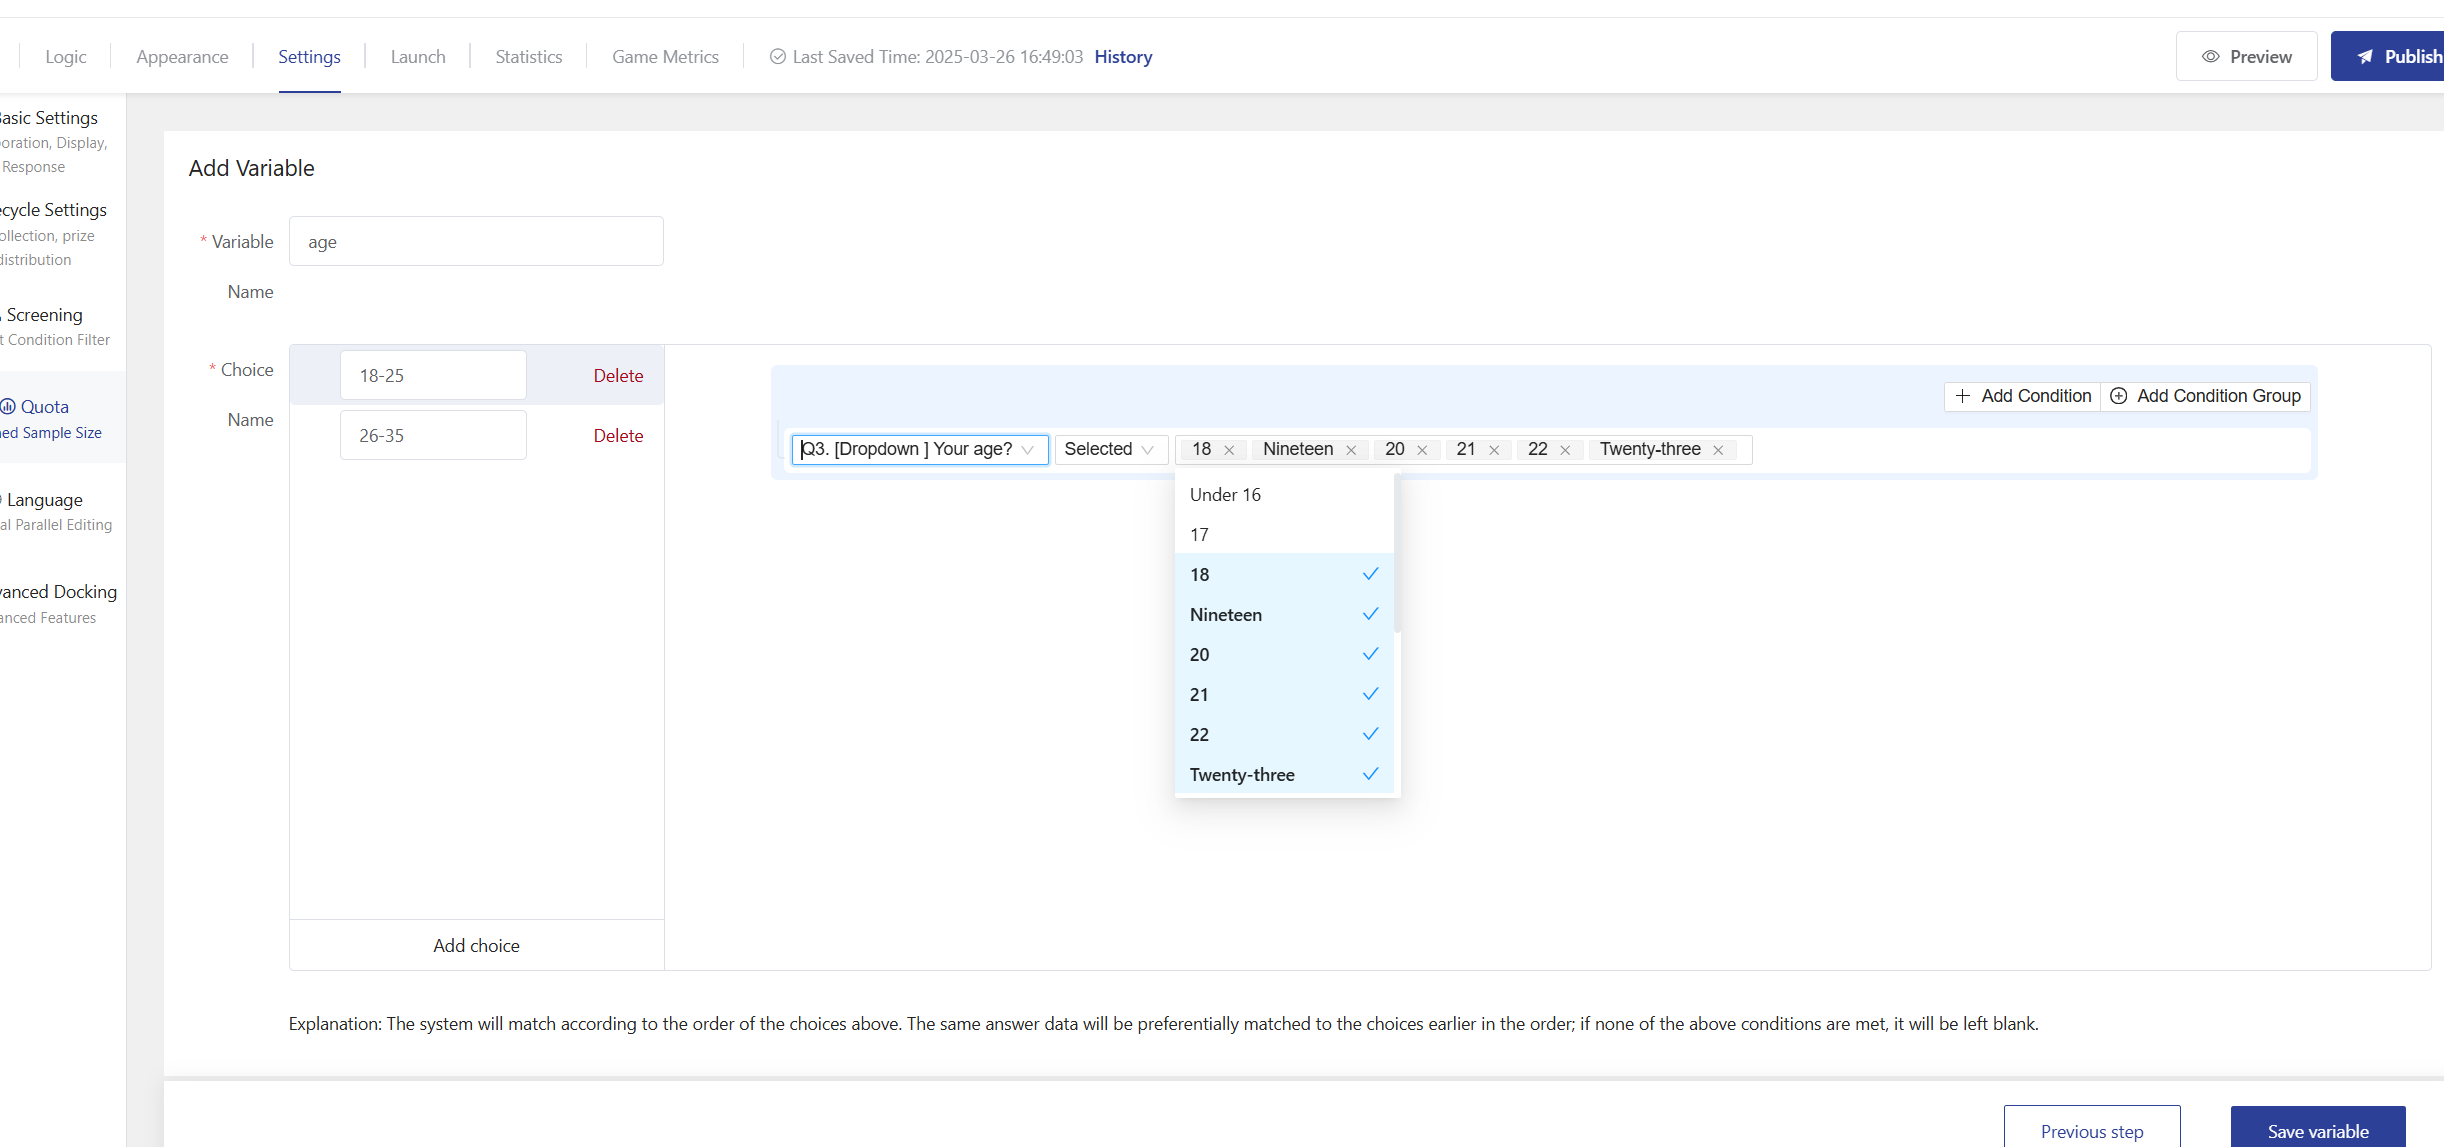 Logic Appearance Settings Launch Statistics Game Metrics Last Saved Time: 2025-03-26 16:49:03 History Preview Publish
asic Settings
oration, Display,
Response
ecycle Settings
ollection, prize
distribution
Screening
t Condition Filter
Quota
ned Sample Size
Language
al Parallel Editing
vanced Docking
anced Features
Add Variable
* Variable
Name
age
* Choice
Name
18-25 Delete
26-35 Delete
Add choice
Add Condition Add Condition Group
Q3. [Dropdown ] Your age? Selected 18 Nineteen 20 21 22 Twenty-three
Under 16
17
18
Nineteen
20
21
22
Twenty-three
Explanation: The system will match according to the order of the choices above. The same answer data will be preferentially matched to the choices earlier in the order; if none of the above conditions are met, it will be left blank.
Previous step Save variable